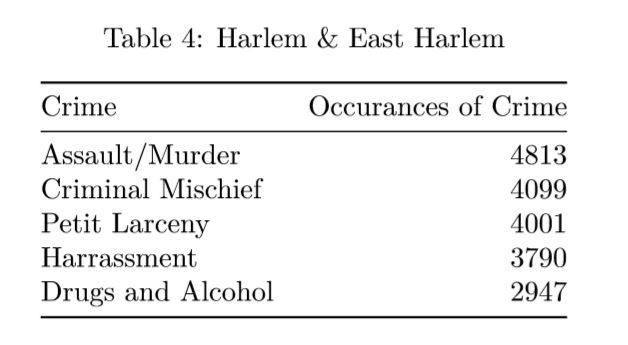 Table 4: Harlem & East Harlem
Crime Occurances of Crime
Assault/Murder 4813
Criminal Mischief 4099
Petit Larceny 4001
Harrassment 3790
Drugs and Alcohol 2947